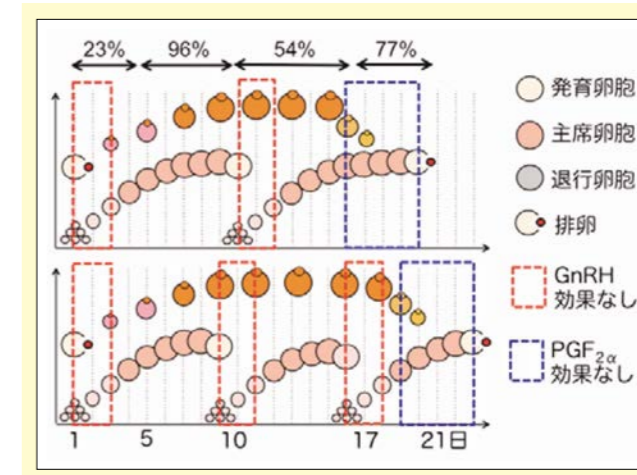 23% 96% 54% 77%
発育卵胞
主席卵胞
退行卵胞
排卵
GnRH
効果なし
PGF2α
効果なし
1 5 10 17 21日